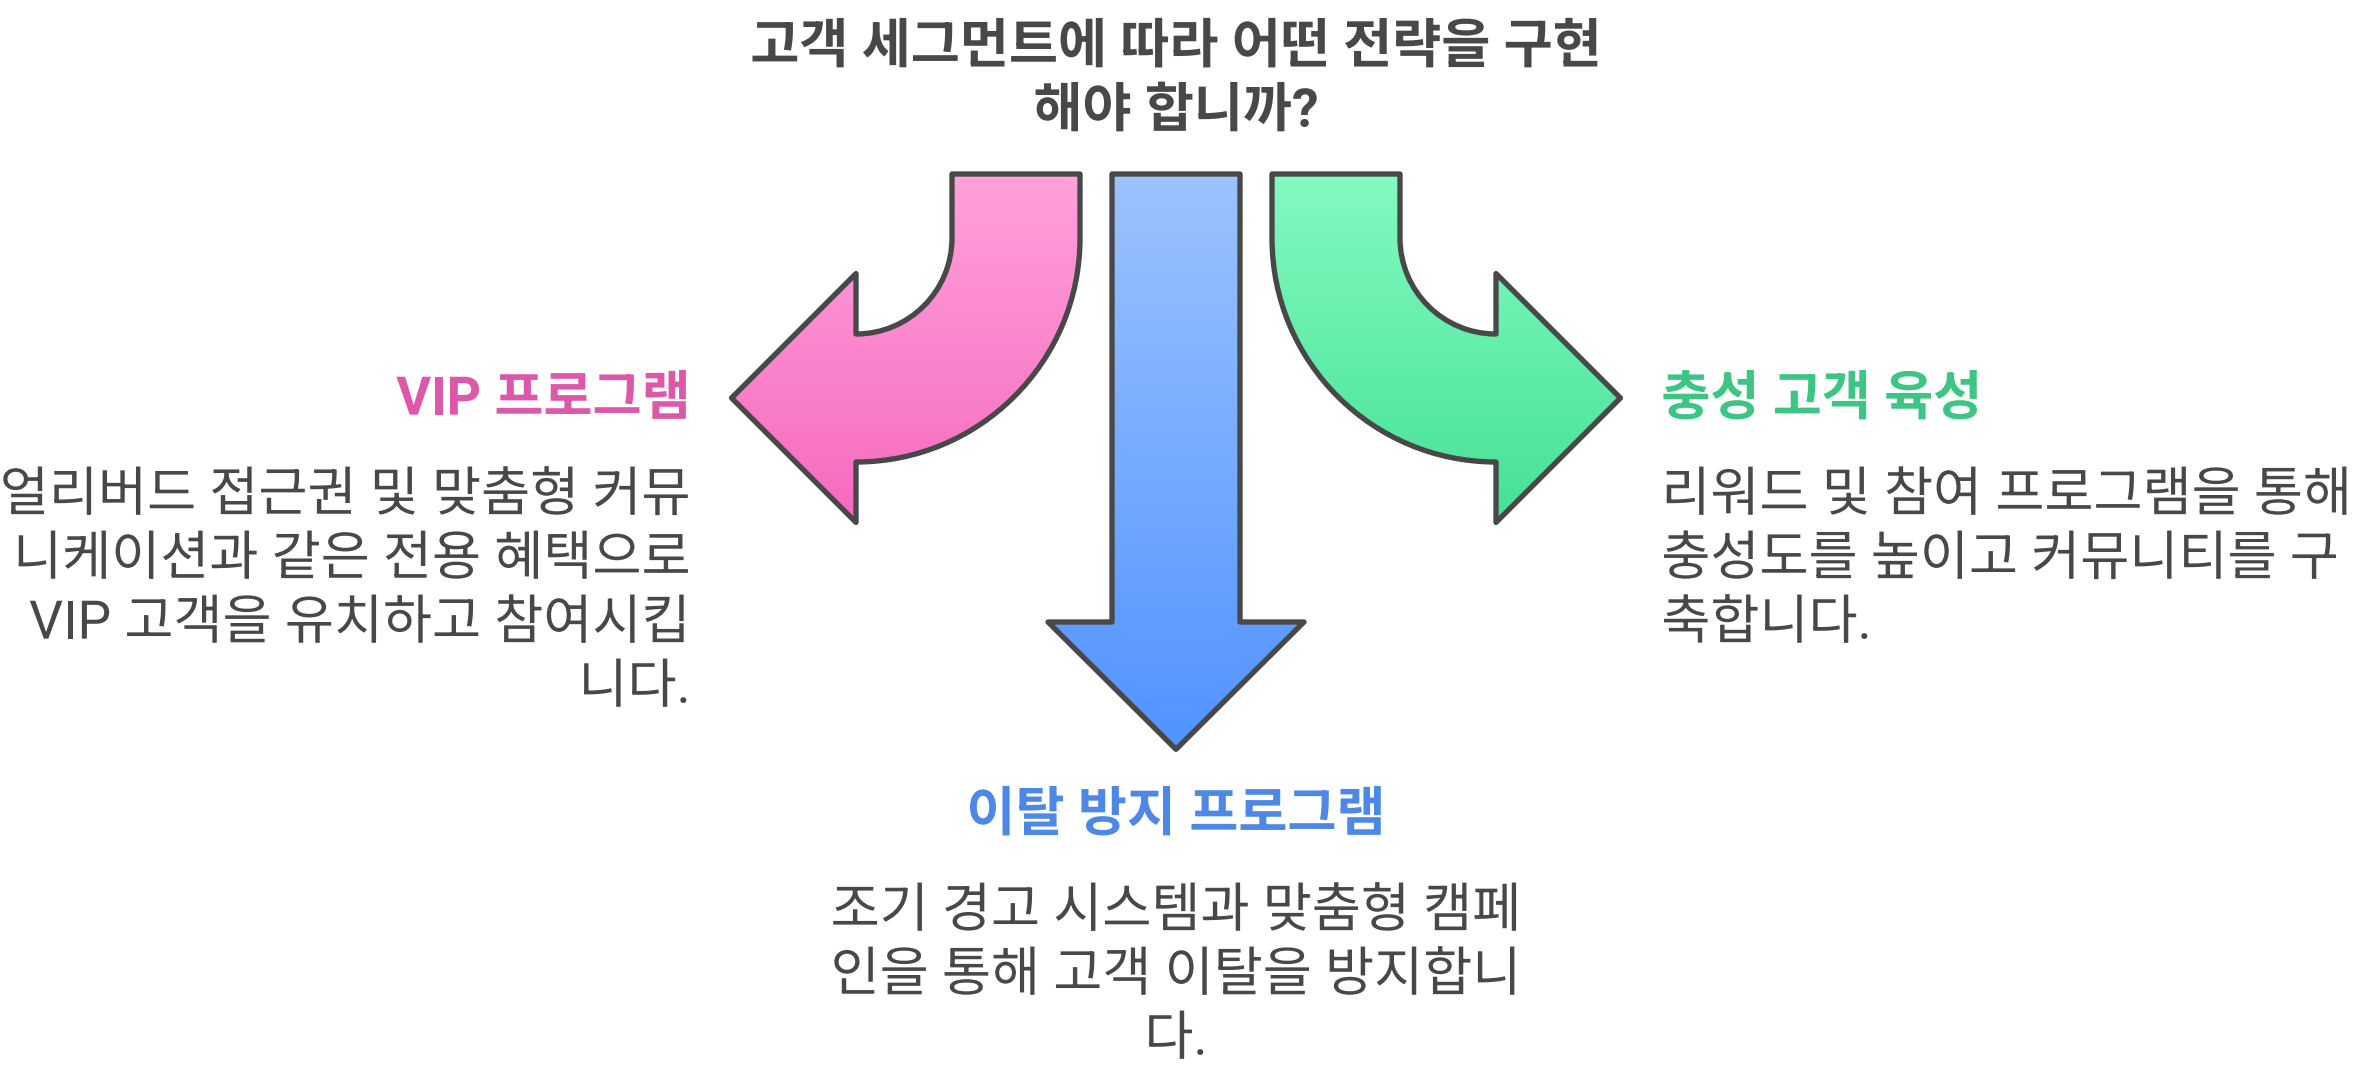 고객 세그먼트에 따라 어떤 전략을 구현
해야 합니까?
VIP 프로그램
얼리버드 접근권 및 맞춤형 커뮤
니케이션과 같은 전용 혜택으로
VIP 고객을 유치하고 참여시킵
니다.
충성 고객 육성
리워드 및 참여 프로그램을 통해
충성도를 높이고 커뮤니티를 구
축합니다.
이탈 방지 프로그램
조기 경고 시스템과 맞춤형 캠페
인을 통해 고객 이탈을 방지합니
다.